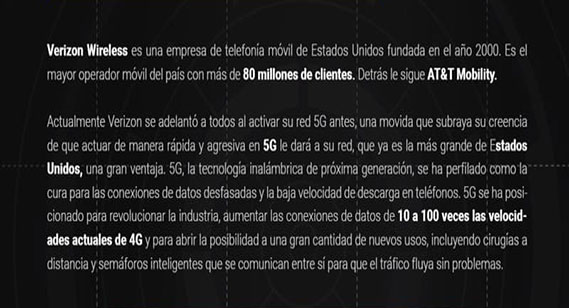 Verizon Wireless es una empresa de telefonía móvil de Estados Unidos fundada en el año 2000. Es el
mayor operador móvil del país con más de 80 millones de clientes. Detrás le sigue AT&T Mobility.
Actualmente Verizon se adelantó a todos al activar su red 5G antes, una movida que subraya su creencia
de que actuar de manera rápida y agresiva en 5G le dará a su red, que ya es la más grande de Estados
Unidos, una gran ventaja. 5G, la tecnología inalámbrica de próxima generación, se ha perfilado como la
cura para las conexiones de datos desfasadas y la baja velocidad de descarga en teléfonos. 5G se ha posi-
cionado para revolucionar la industria, aumentar las conexiones de datos de 10 a 100 veces las velocid-
ades actuales de 4G y para abrir la posibilidad a una gran cantidad de nuevos usos, incluyendo cirugías a
distancia y semáforos inteligentes que se comunican entre sí para que el tráfico fluya sin problemas.